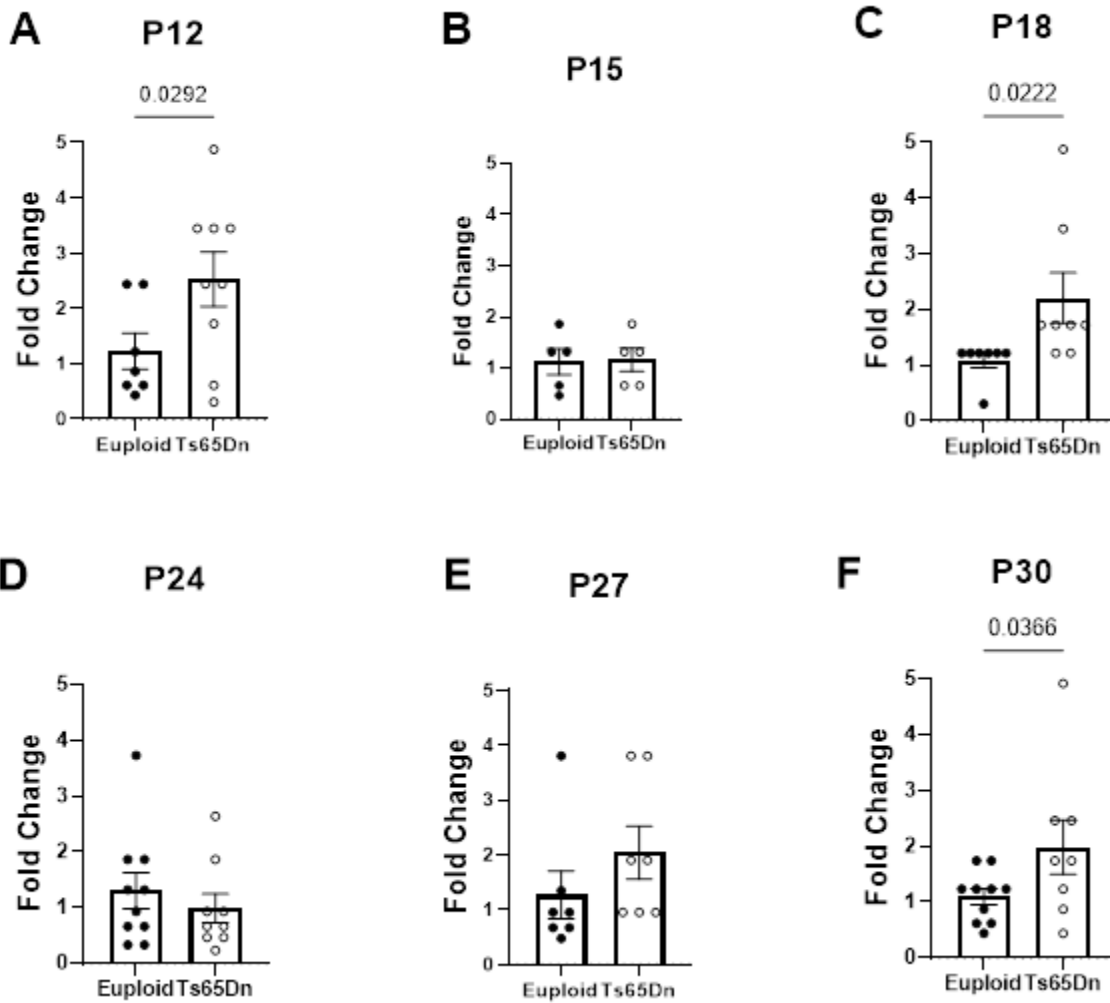 A
P12
0.0292
5
4
3
2
1
0
Fold Change
Euploid Ts65Dn
B
P15
5
4
3
2
1
0
Fold Change
Euploid Ts65Dn
C
P18
0.0222
5
4
3
2
1
0
Fold Change
Euploid Ts65Dn
D
P24
5
4
3
2
1
0
Fold Change
Euploid Ts65Dn
E
P27
5
4
3
2
1
0
Fold Change
Euploid Ts65Dn
F
P30
0.0366
5
4
3
2
1
0
Fold Change
Euploid Ts65Dn